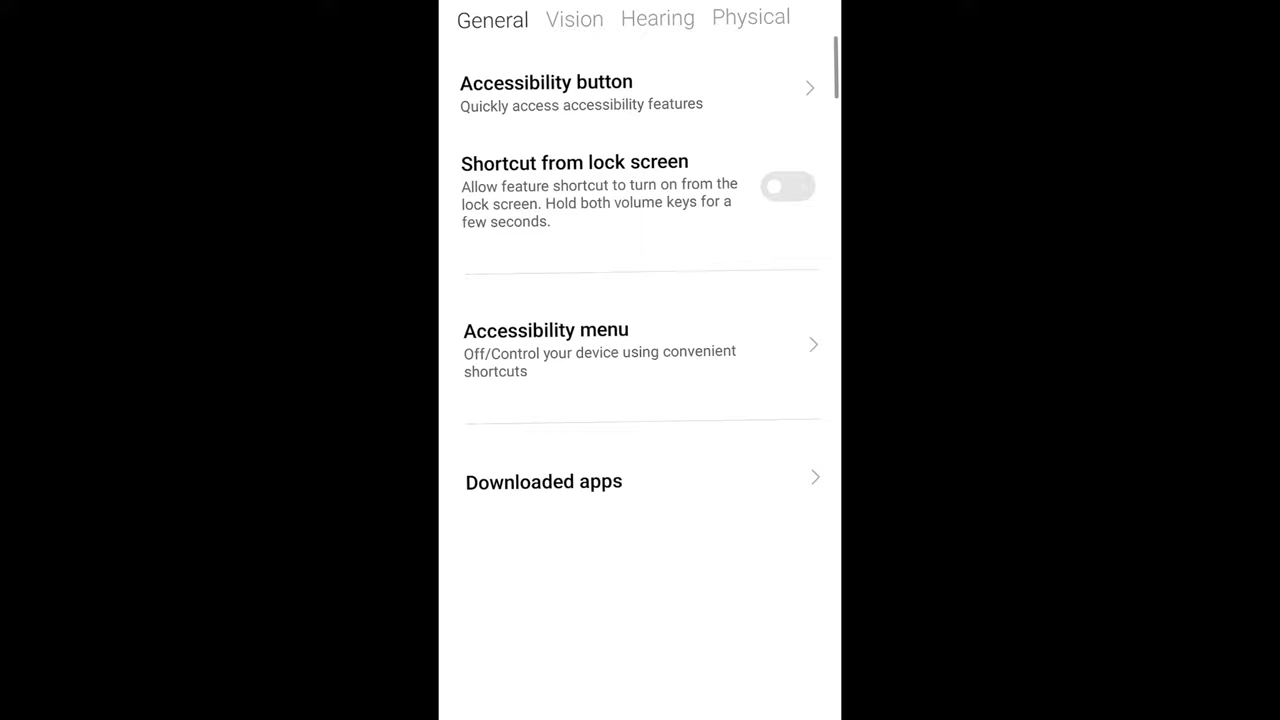 General Vision Hearing Physical
Accessibility button
Quickly access accessibility features
Shortcut from lock screen
Allow feature shortcut to turn on from the
lock screen. Hold both volume keys for a
few seconds.
Accessibility menu
Off/Control your device using convenient
shortcuts
Downloaded apps